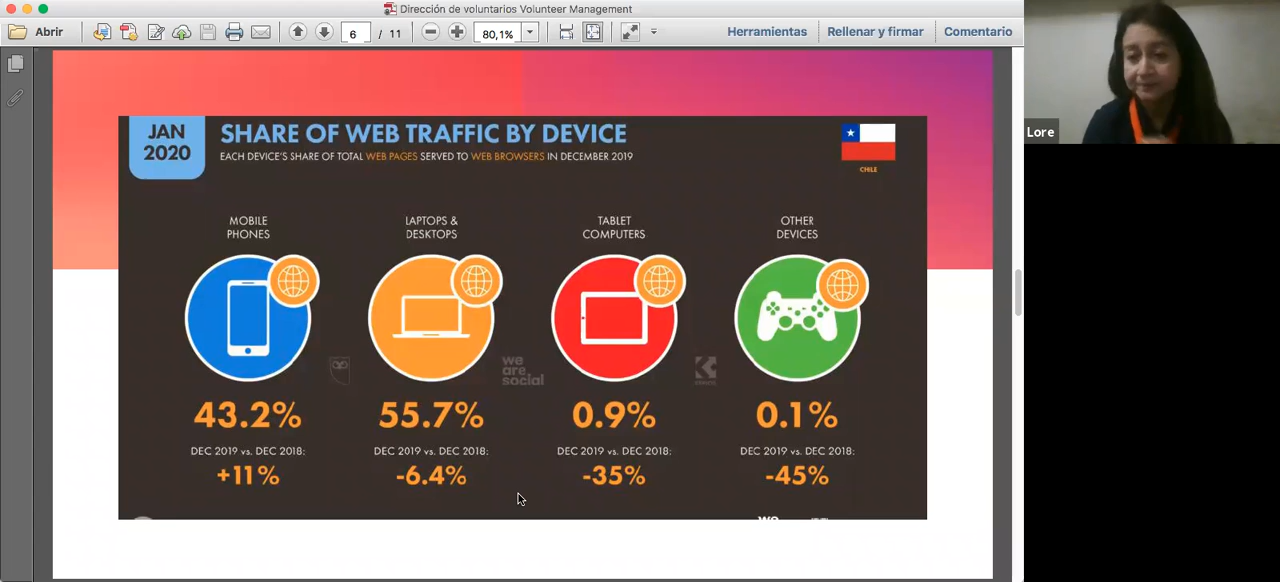 Dirección de voluntarios Volunteer Management
Abrir
6 / 11
80,1%
Herramientas
Rellenar y firmar
Comentario
Lore
JAN
2020
SHARE OF WEB TRAFFIC BY DEVICE
EACH DEVICE'S SHARE OF TOTAL WEB PAGES SERVED TO WEB BROWSERS IN DECEMBER 2019
CHILE
MOBILE
PHONES
LAPTOPS &
DESKTOPS
TABLET
COMPUTERS
OTHER
DEVICES
we
are
social
43.2%
55.7%
0.9%
0.1%
DEC 2019 vs. DEC 2018:
DEC 2019 vs. DEC 2018:
DEC 2019 vs. DEC 2018:
DEC 2019 vs. DEC 2018:
+11%
-6.4%
-35%
-45%